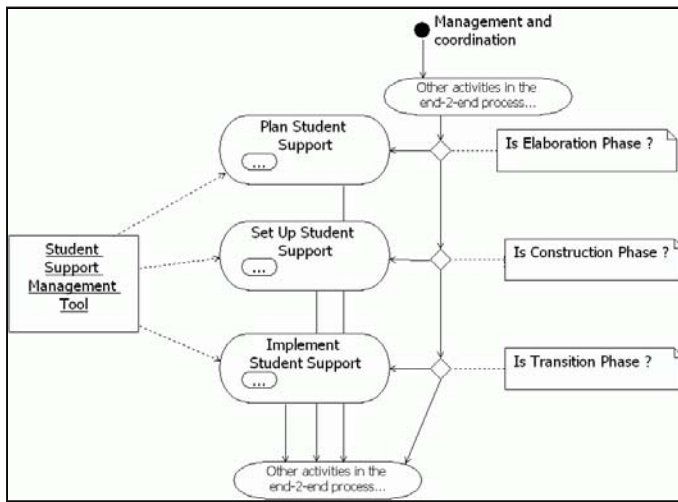 Management and
coordination
Other activities in the
end-2-end process...
Plan Student
Support
...
Is Elaboration Phase ?
Student
Support
Management
Tool
Set Up Student
Support
...
Is Construction Phase ?
Implement
Student Support
...
Is Transition Phase ?
Other activities in the
end-2-end process...